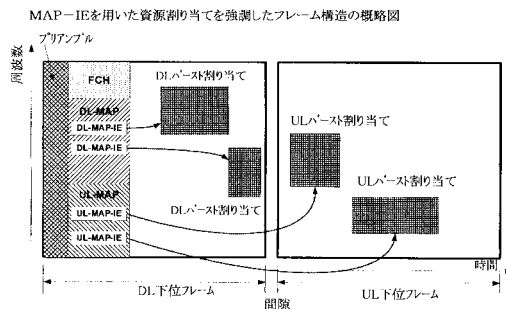 MAP－IEを用いた資源割り当てを強調したフレーム構造の概略図
プリアンブル
周波数
FCH
DL-MAP
DL-MAP-IE
DL-MAP-IE
UL-MAP
UL-MAP-IE
UL-MAP-IE
DLバースト割り当て
DLバースト割り当て
ULバースト割り当て
ULバースト割り当て
時間
DL下位フレーム
間隙
UL下位フレーム